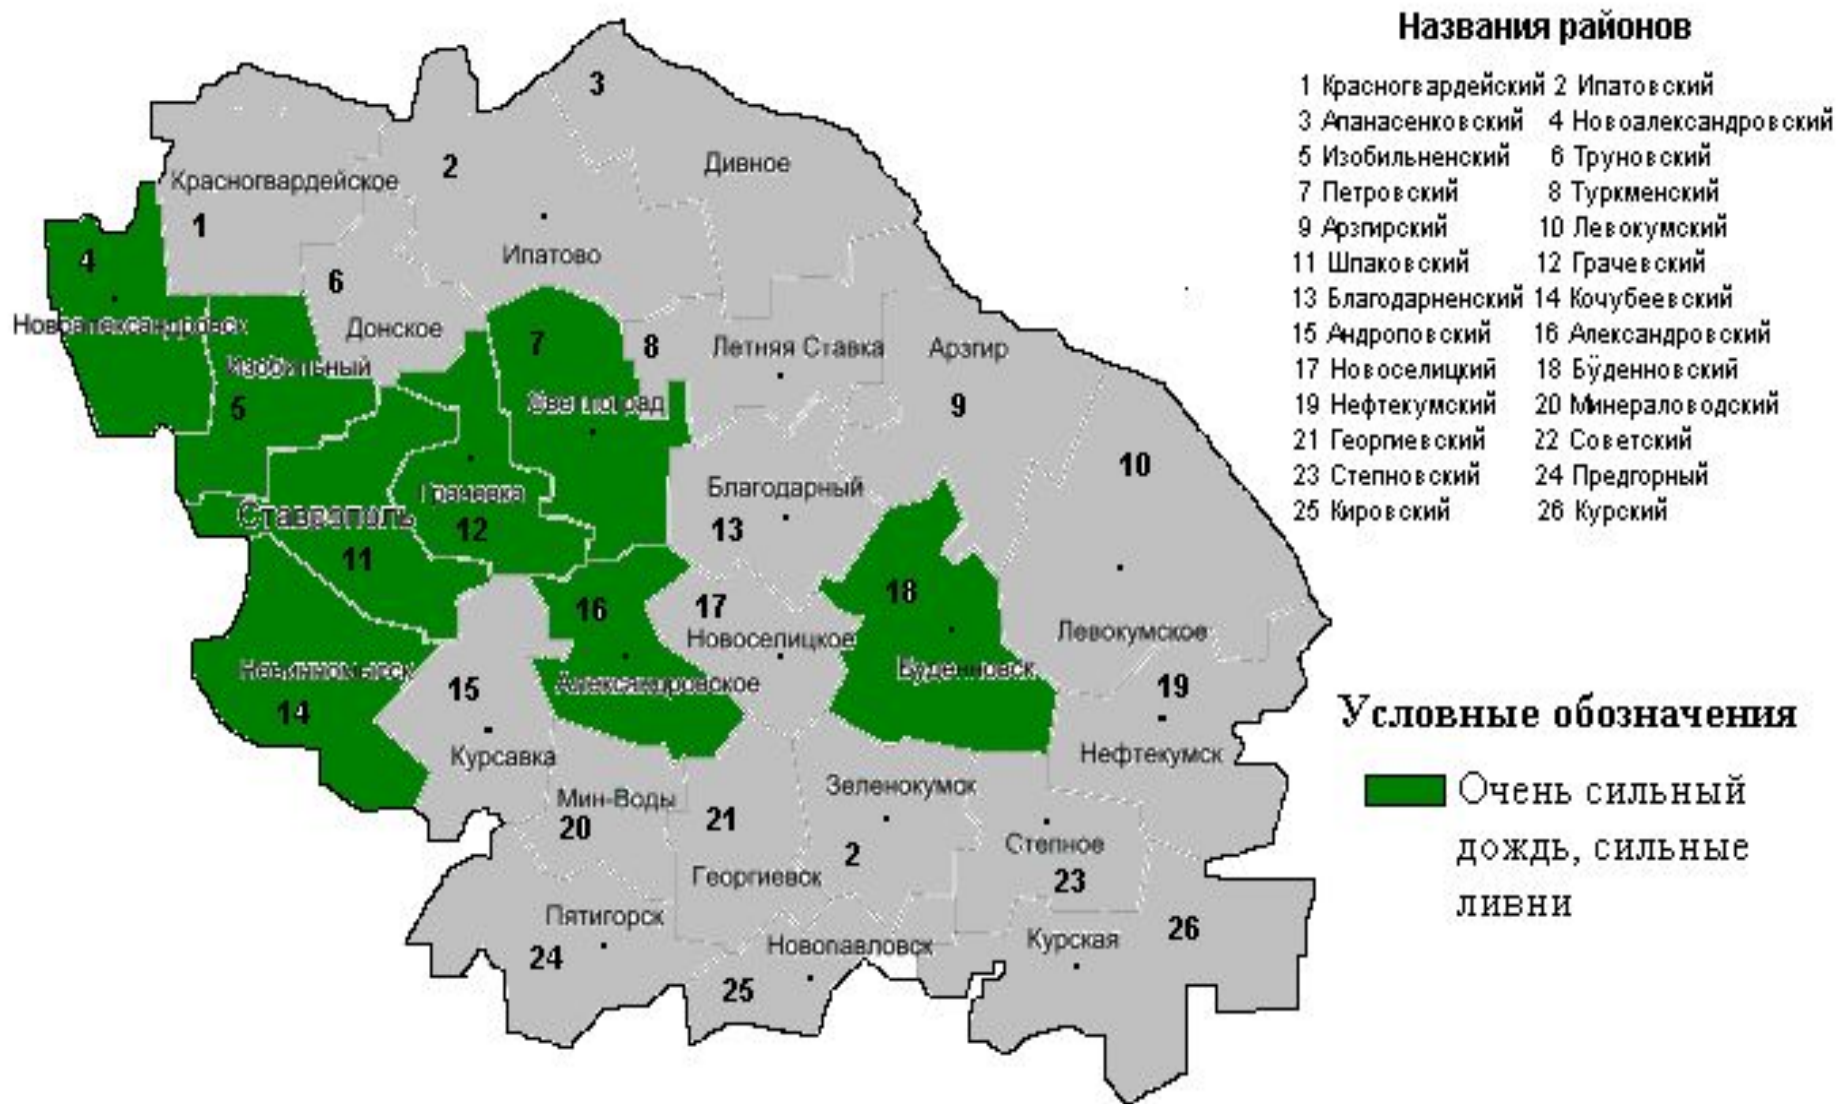 Названия районов
1 Красногвардейский 2 Ипатовский
3 Апанасенковский 4 Новоалександровский
5 Изобильненский 6 Труновский
7 Петровский 8 Туркменский
9 Арзгирский 10 Левокумский
11 Шпаковский 12 Грачевский
13 Благодарненский 14 Кочубеевский
15 Андроповский 16 Александровский
17 Новоселицкий 18 Буденновский
19 Нефтекумский 20 Минераловодский
21 Георгиевский 22 Советский
23 Степновский 24 Предгорный
25 Кировский 26 Курский
3
2
Дивное
Красногвардейское
1
Ипатово
4
6
Новоалександровск
Донское
7
8
Летняя Ставка
Арзгир
Изобильный
5
Светлоград
9
10
Благодарный
Грачевка
Ставрополь
12
13
11
18
16
17
Новоселицкое
Левокумское
Невинномысск
Буденновск
15
Александровское
19
14
Курсавка
Нефтекумск
Зеленокумск
Мин-Воды
20
21
Степное
2
Георгиевск
23
Пятигорск
Новопавловск
Курская
26
24
25
Условные обозначения
Очень сильный
дождь, сильные
ливни